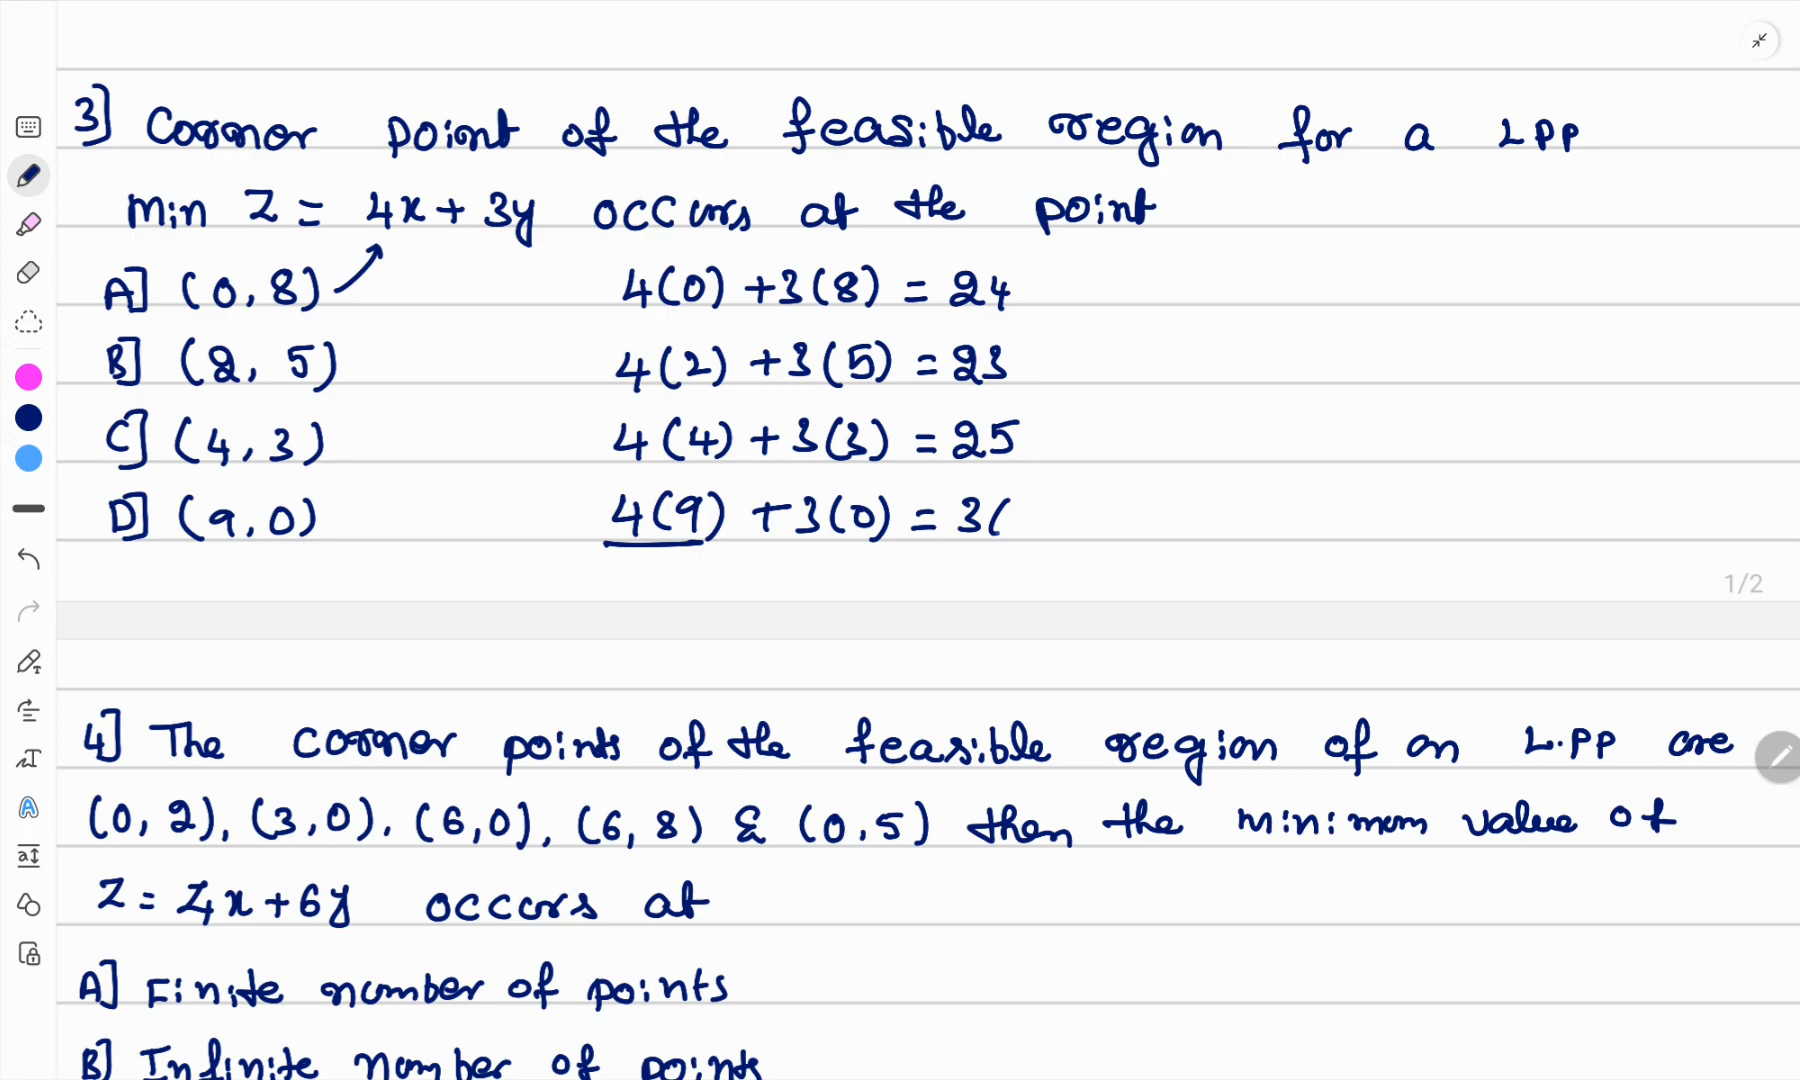 3] Corner point of the feasible region for a LPP
Min Z = 4x + 3y occurs at the point
A] (0, 8) 4(0) + 3(8) = 24
B] (2, 5) 4(2) + 3(5) = 23
C] (4, 3) 4(4) + 3(3) = 25
D] (9, 0) 4(9) + 3(0) = 3(
1/2
4] The corner points of the feasible region of an L.PP are
(0, 2), (3, 0), (6, 0), (6, 8) & (0, 5) then the minimum value of
Z = 4x + 6y occurs at
A] Finite number of points
B] Infinite number of points